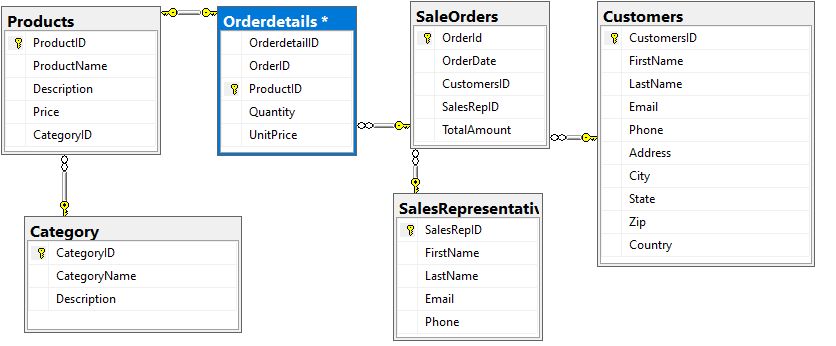 Products
ProductID
ProductName
Description
Price
CategoryID
Orderdetails *
OrderdetailID
OrderID
ProductID
Quantity
UnitPrice
SaleOrders
OrderId
OrderDate
CustomersID
SalesRepID
TotalAmount
Customers
CustomersID
FirstName
LastName
Email
Phone
Address
City
State
Zip
Country
Category
CategoryID
CategoryName
Description
SalesRepresentativ
SalesRepID
FirstName
LastName
Email
Phone